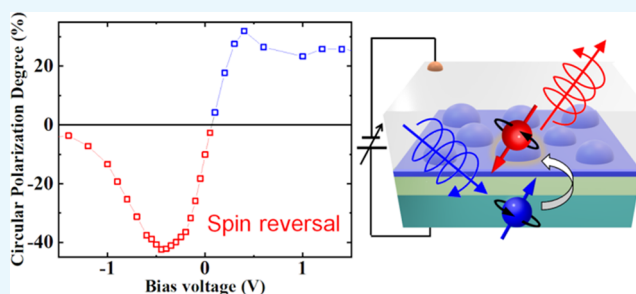 Circular Polarization Degree (%)
20
0
-20
-40
Spin reversal
-1
0
1
Bias voltage (V)